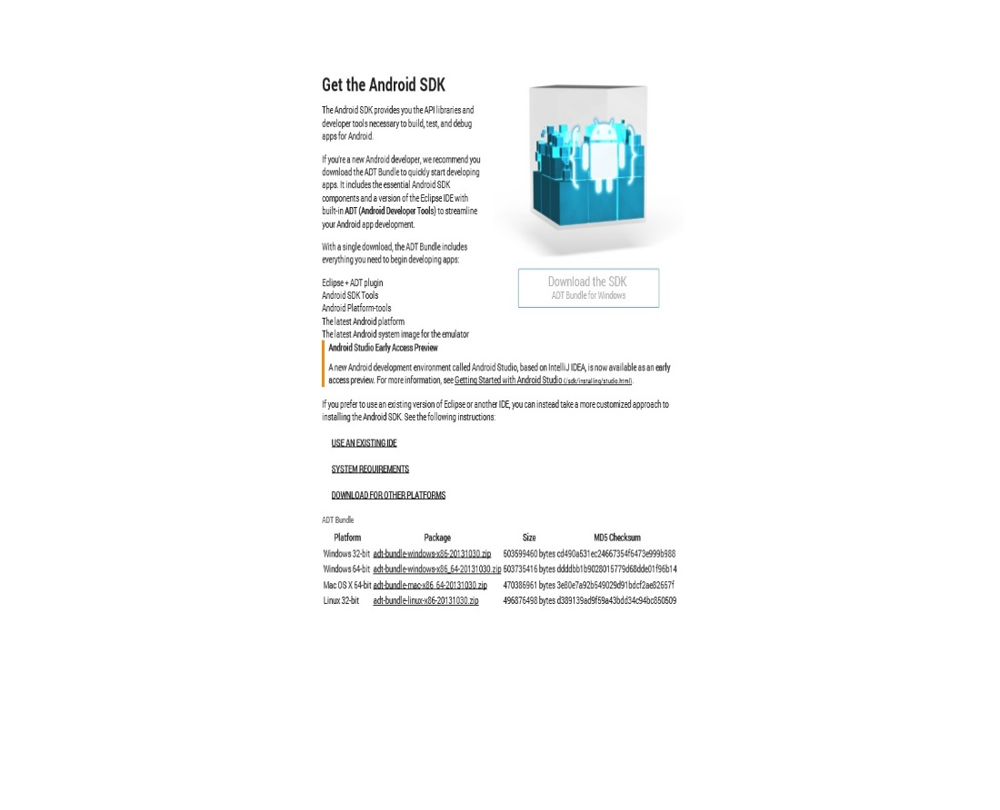 Get the Android SDK
The Android SDK provides you the API libraries and
developer tools necessary to build, test, and debug
apps for Android.
If you're a new Android developer, we recommend you
download the ADT Bundle to quickly start developing
apps. It includes the essential Android SDK
components and a version of the Eclipse IDE with
built-in ADT (Android Developer Tools) to streamline
your Android app development.
With a single download, the ADT Bundle includes
everything you need to begin developing apps:
Eclipse + ADT plugin
Android SDK Tools
Android Platform-tools
The latest Android platform
The latest Android system image for the emulator
Download the SDK
ADT Bundle for Windows
Android Studio Early Access Preview
A new Android development environment called Android Studio, based on IntelliJ IDEA, is now available as an early
access preview. For more information, see Getting Started with Android Studio (/sdk/installing/studio.html).
If you prefer to use an existing version of Eclipse or another IDE, you can instead take a more customized approach to
installing the Android SDK. See the following instructions:
USE AN EXISTING IDE
SYSTEM REQUIREMENTS
DOWNLOAD FOR OTHER PLATFORMS
ADT Bundle
Platform Package Size MD5 Checksum
Windows 32-bit adt-bundle-windows-x86-20131030.zip 503599460 bytes cd490a531ec24667354f6473e999b988
Windows 64-bit adt-bundle-windows-x86_64-20131030.zip 503735416 bytes ddddbb1b9028015779d68dde01f96b14
Mac OS X 64-bit adt-bundle-mac-x86_64-20131030.zip 470386961 bytes 3e80e7a92b549029d91bdcf2ae82657f
Linux 32-bit adt-bundle-linux-x86-20131030.zip 496876498 bytes d389139ad9f59a43bdd34c94bc850509